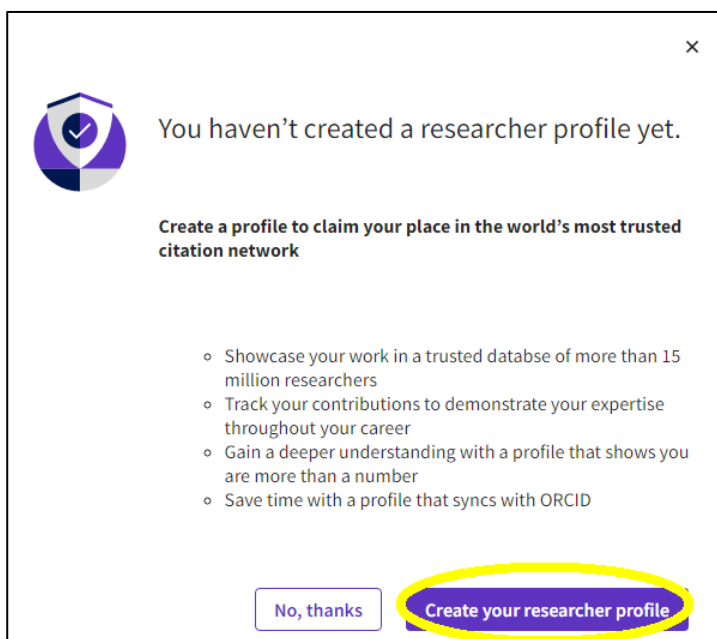 You haven’t created a researcher profile yet.
Create a profile to claim your place in the world’s most trusted
citation network
Showcase your work in a trusted databse of more than 15
million researchers
Track your contributions to demonstrate your expertise
throughout your career
Gain a deeper understanding with a profile that shows you
are more than a number
Save time with a profile that syncs with ORCID
No, thanks
Create your researcher profile